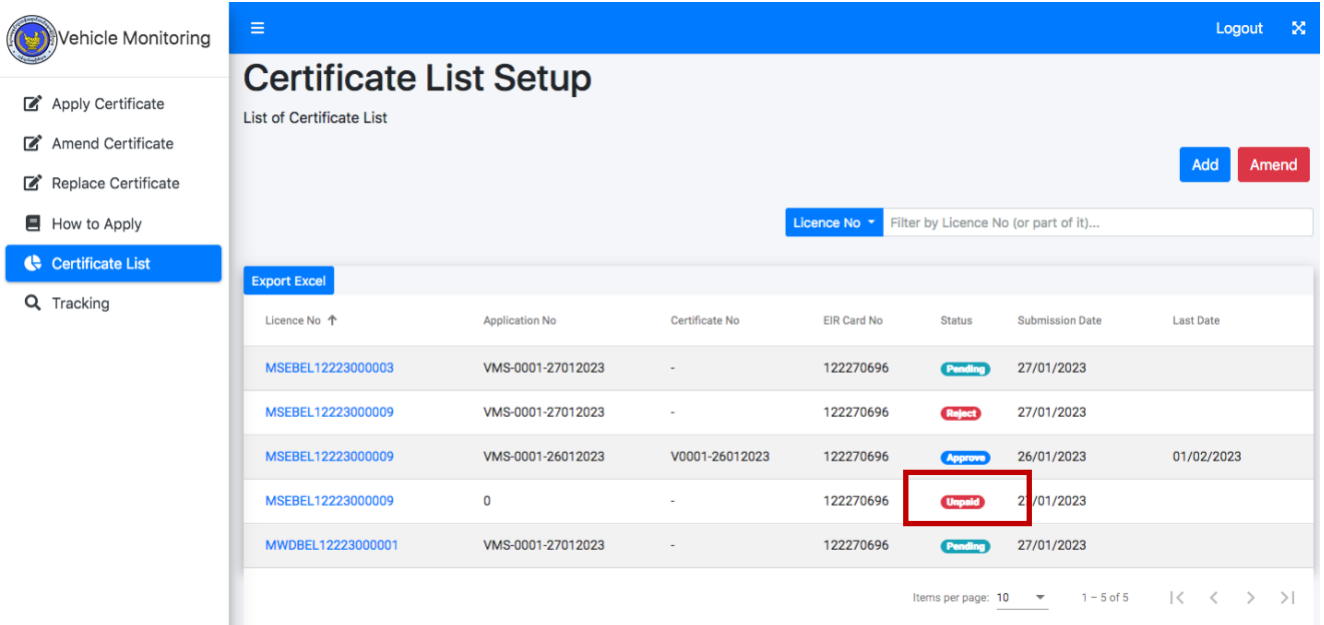 Vehicle Monitoring
Logout
Apply Certificate
Amend Certificate
Replace Certificate
How to Apply
Certificate List
Tracking
Certificate List Setup
List of Certificate List
Add Amend
Licence No Filter by Licence No (or part of it)...
Export Excel
Licence No Application No Certificate No EIR Card No Status Submission Date Last Date
MSEBEL12223000003 VMS-0001-27012023 - 122270696 Pending 27/01/2023
MSEBEL12223000009 VMS-0001-27012023 - 122270696 Reject 27/01/2023
MSEBEL12223000009 VMS-0001-26012023 V0001-26012023 122270696 Approve 26/01/2023 01/02/2023
MSEBEL12223000009 0 - 122270696 Unpaid 27/01/2023
MWDBEL12223000001 VMS-0001-27012023 - 122270696 Pending 27/01/2023
Items per page: 10 1 – 5 of 5